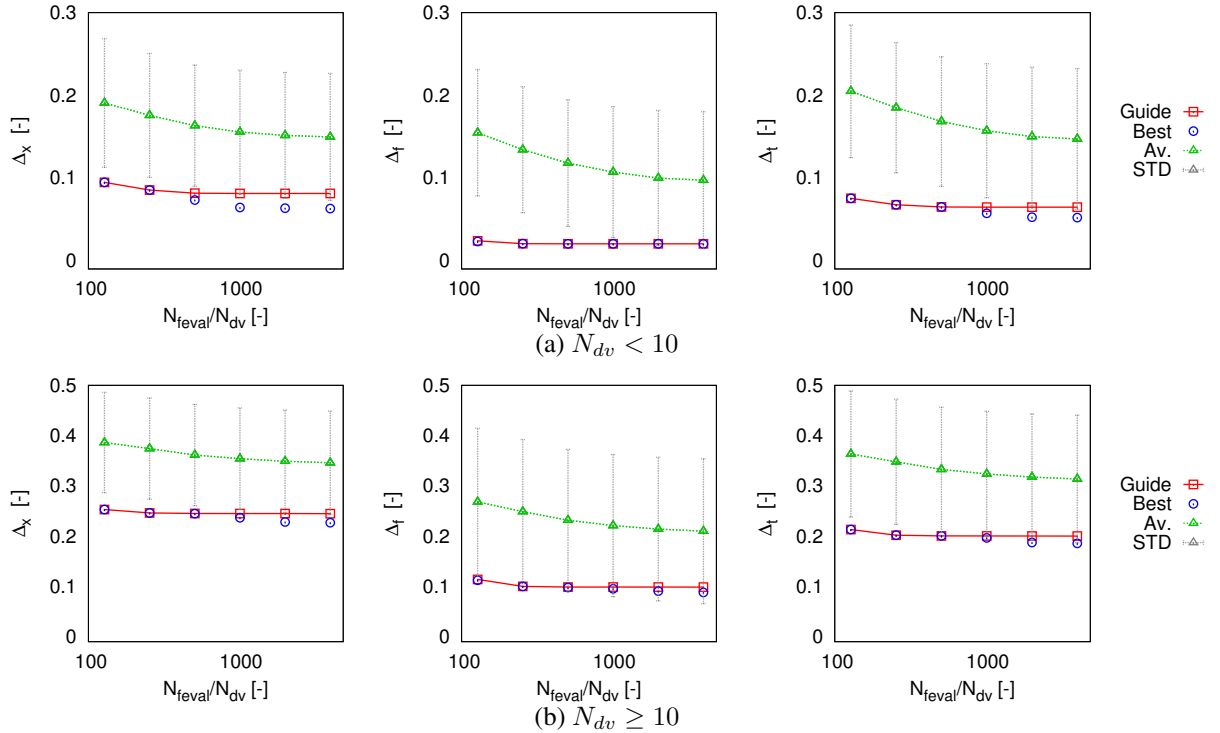 0.3
0.2
0.1
0
Δx [-]
100
1000
Nfeval/Ndv [-]
0.3
0.2
0.1
0
Δf [-]
100
1000
Nfeval/Ndv [-]
0.3
0.2
0.1
0
Δt [-]
100
1000
Nfeval/Ndv [-]
Guide
Best
Av.
STD
(a) Ndv < 10
0.5
0.4
0.3
0.2
0.1
0
Δx [-]
100
1000
Nfeval/Ndv [-]
0.5
0.4
0.3
0.2
0.1
0
Δf [-]
100
1000
Nfeval/Ndv [-]
0.5
0.4
0.3
0.2
0.1
0
Δt [-]
100
1000
Nfeval/Ndv [-]
Guide
Best
Av.
STD
(b) Ndv ≥ 10